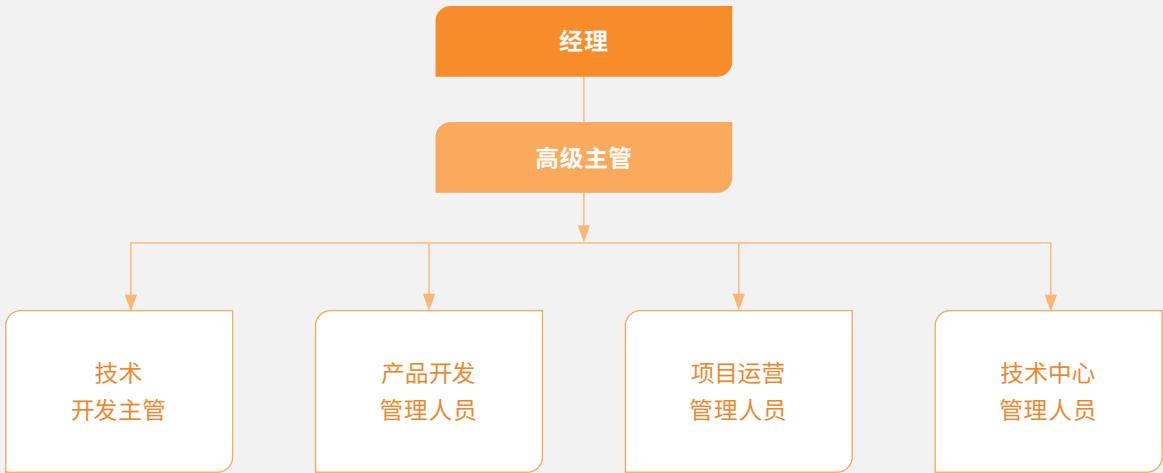 经理
高级主管
技术
开发主管
产品开发
管理人员
项目运营
管理人员
技术中心
管理人员